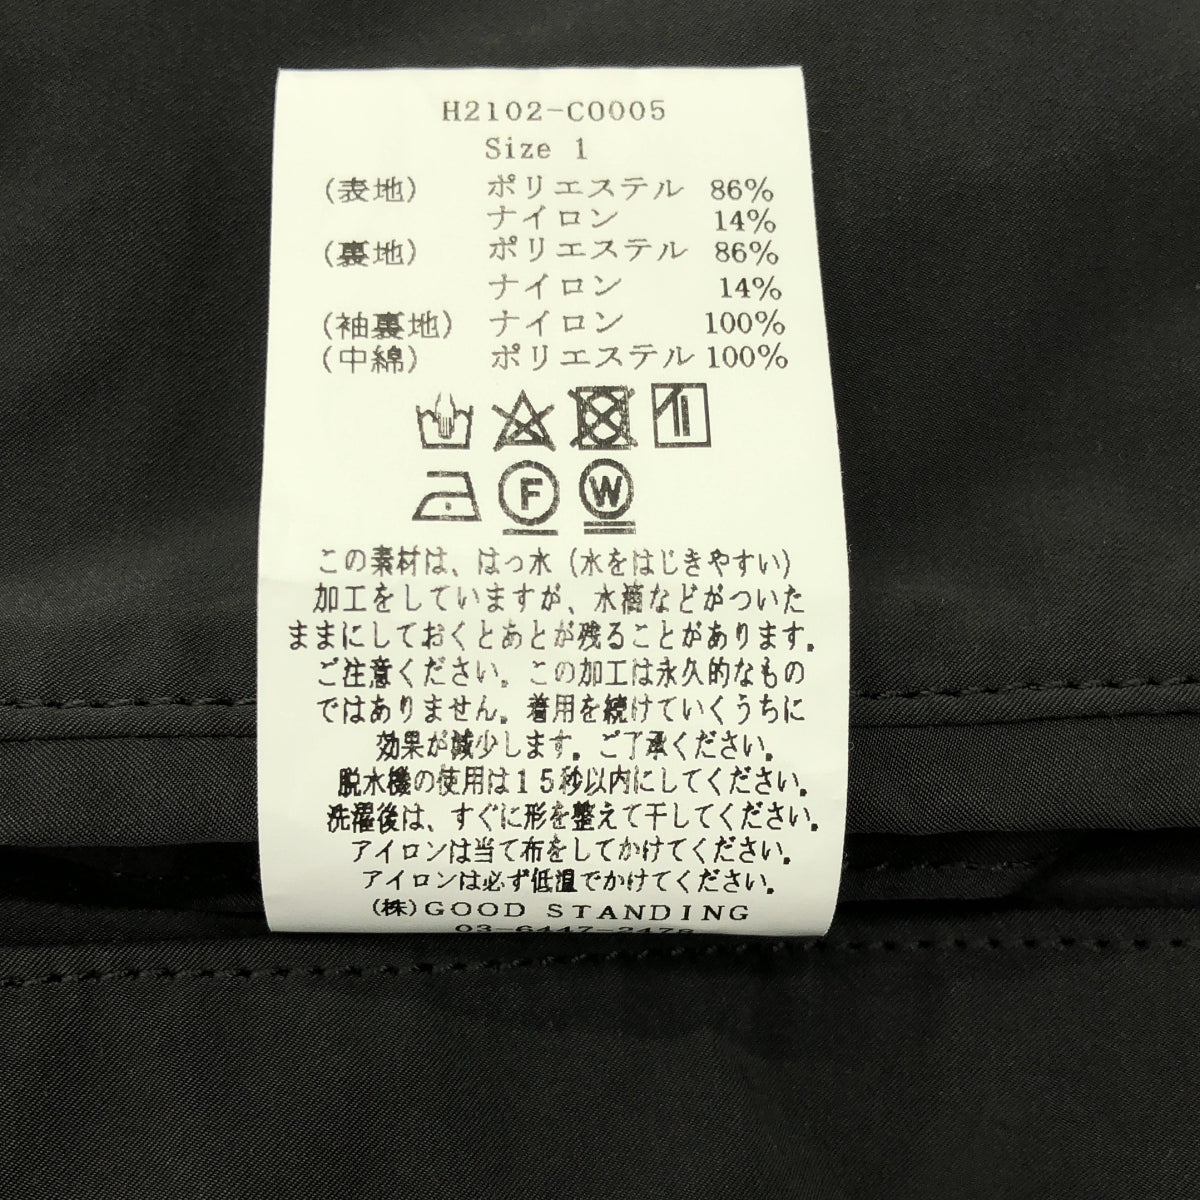 H2102-C0005
Size 1
(表地) ポリエステル 86%
ナイロン 14%
(裏地) ポリエステル 86%
ナイロン 14%
(袖裏地) ナイロン 100%
(中綿) ポリエステル 100%
F W
この素材は、はっ水（水をはじきやすい）
加工をしていますが、水滴などがついた
ままにしておくとあとが残ることがあります。
ご注意ください。この加工は永久的なもの
ではありません。着用を続けていくうちに
効果が減少します。ご了承ください。
脱水機の使用は15秒以内にしてください。
洗濯後は、すぐに形を整えて干してください。
アイロンは当て布をしてかけてください。
アイロンは必ず低温でかけてください。
(株)GOOD STANDING
03-6447-2478